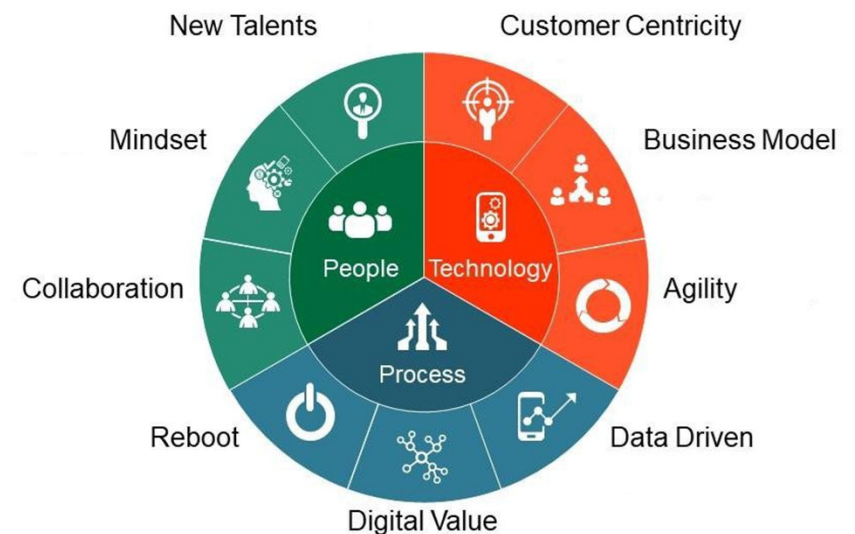 New Talents
Customer Centricity
Mindset
Business Model
People
Technology
Collaboration
Agility
Process
Reboot
Data Driven
Digital Value